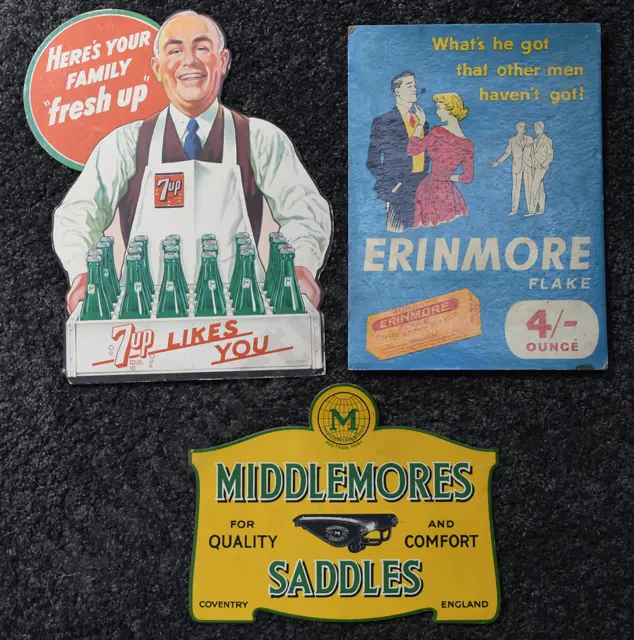 HERE'S YOUR
FAMILY
"fresh up"
7up
7up LIKES
YOU
What's he got
that other men
haven't got!
ERINMORE
FLAKE
ERINMORE
4/-
OUNCE
M
MIDDLEMORES
FOR
QUALITY
AND
COMFORT
SADDLES
COVENTRY
ENGLAND